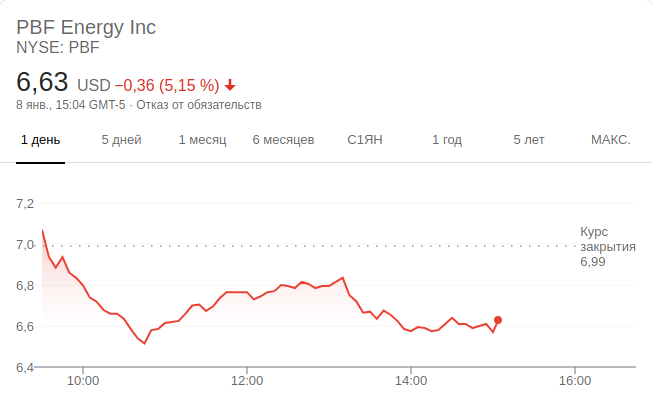 PBF Energy Inc
NYSE: PBF
6,63 USD −0,36 (5,15 %)
8 янв., 15:04 GMT-5 · Отказ от обязательств
1 день 5 дней 1 месяц 6 месяцев С1ЯН 1 год 5 лет МАКС.
7,2
7,0
6,8
6,6
6,4
Курс
закрытия
6,99
10:00 12:00 14:00 16:00